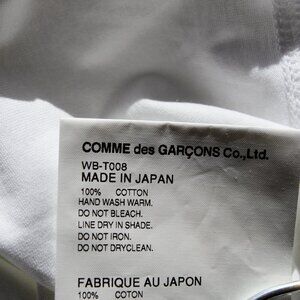 COMME des GARÇONS Co.,Ltd.
WB-T008
MADE IN JAPAN
100% COTTON
HAND WASH WARM.
DO NOT BLEACH.
LINE DRY IN SHADE.
DO NOT IRON.
DO NOT DRYCLEAN.
FABRIQUE AU JAPON
100% COTON